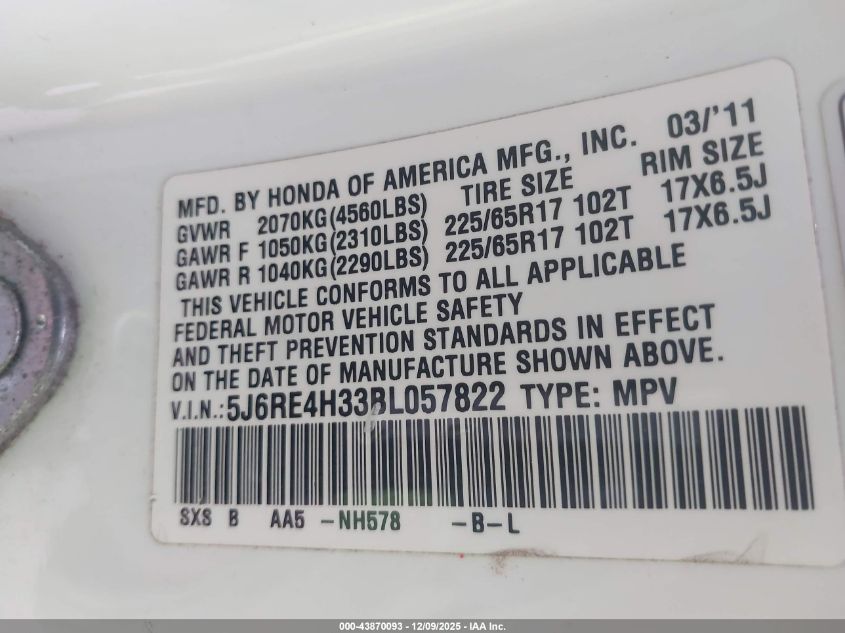 MFD. BY HONDA OF AMERICA MFG., INC. 03/'11
GVWR 2070KG(4560LBS) TIRE SIZE RIM SIZE
GAWR F 1050KG(2310LBS) 225/65R17 102T 17X6.5J
GAWR R 1040KG(2290LBS) 225/65R17 102T 17X6.5J
THIS VEHICLE CONFORMS TO ALL APPLICABLE
FEDERAL MOTOR VEHICLE SAFETY
AND THEFT PREVENTION STANDARDS IN EFFECT
ON THE DATE OF MANUFACTURE SHOWN ABOVE.
V.I.N.:5J6RE4H33BL057822 TYPE: MPV
SXS B AA5 -NH578 -B-L
000-43870093 - 12/09/2025 - IAA Inc.